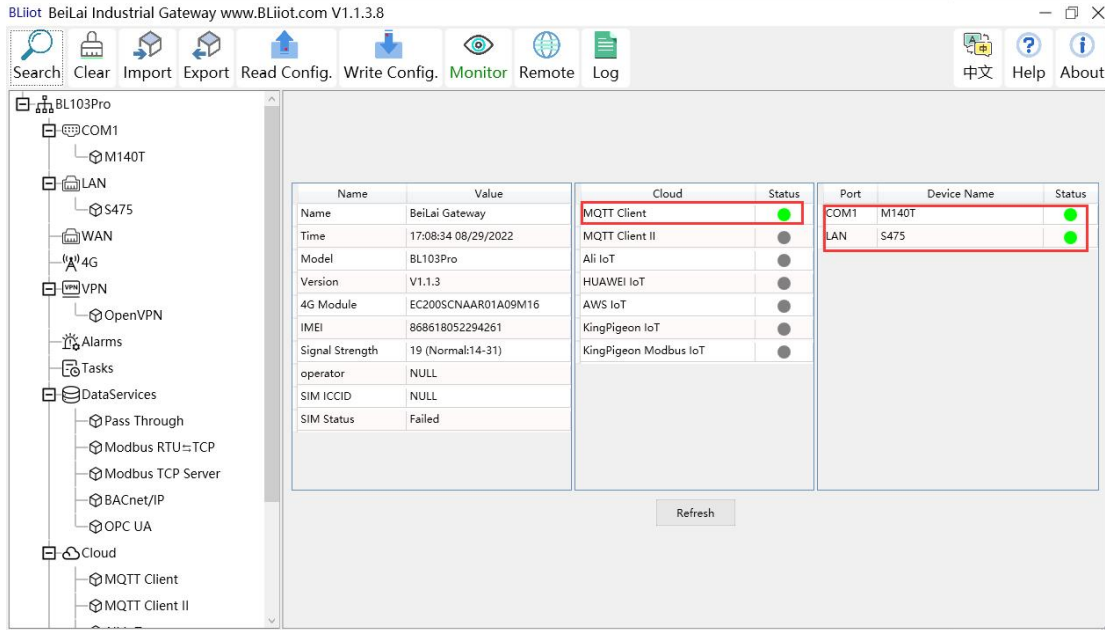 BLiiot BeiLai Industrial Gateway www.BLiiot.com V1.1.3.8
Search Clear Import Export Read Config. Write Config. Monitor Remote Log 中文 Help About
BL103Pro
COM1
M140T
LAN
S475
WAN
4G
VPN VPN
OpenVPN
Alarms
Tasks
DataServices
Pass Through
Modbus RTU⇆TCP
Modbus TCP Server
BACnet/IP
OPC UA
Cloud
MQTT Client
MQTT Client II
Name Value
Name BeiLai Gateway
Time 17:08:34 08/29/2022
Model BL103Pro
Version V1.1.3
4G Module EC200SCNAAR01A09M16
IMEI 868618052294261
Signal Strength 19 (Normal:14-31)
operator NULL
SIM ICCID NULL
SIM Status Failed
Cloud Status
MQTT Client
MQTT Client II
Ali IoT
HUAWEI IoT
AWS IoT
KingPigeon IoT
KingPigeon Modbus IoT
Port Device Name Status
COM1 M140T
LAN S475
Refresh